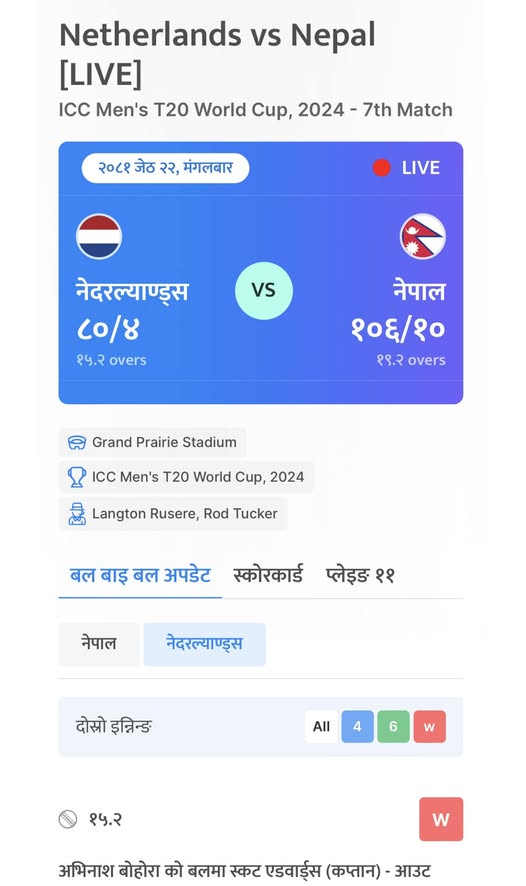 Netherlands vs Nepal
[LIVE]
ICC Men's T20 World Cup, 2024 - 7th Match
२०८१ जेठ २२, मंगलबार
LIVE
नेदरल्याण्ड्स
VS
नेपाल
८०/४
१०६/१०
१५.२ overs
१९.२ overs
Grand Prairie Stadium
ICC Men's T20 World Cup, 2024
Langton Rusere, Rod Tucker
बल बाइ बल अपडेट स्कोरकार्ड प्लेइङ ११
नेपाल नेदरल्याण्ड्स
दोस्रो इन्निन्ङ All 4 6 w
१५.२ W
अभिनाश बोहोरा को बलमा स्कट एडवार्ड्स (कप्तान) - आउट